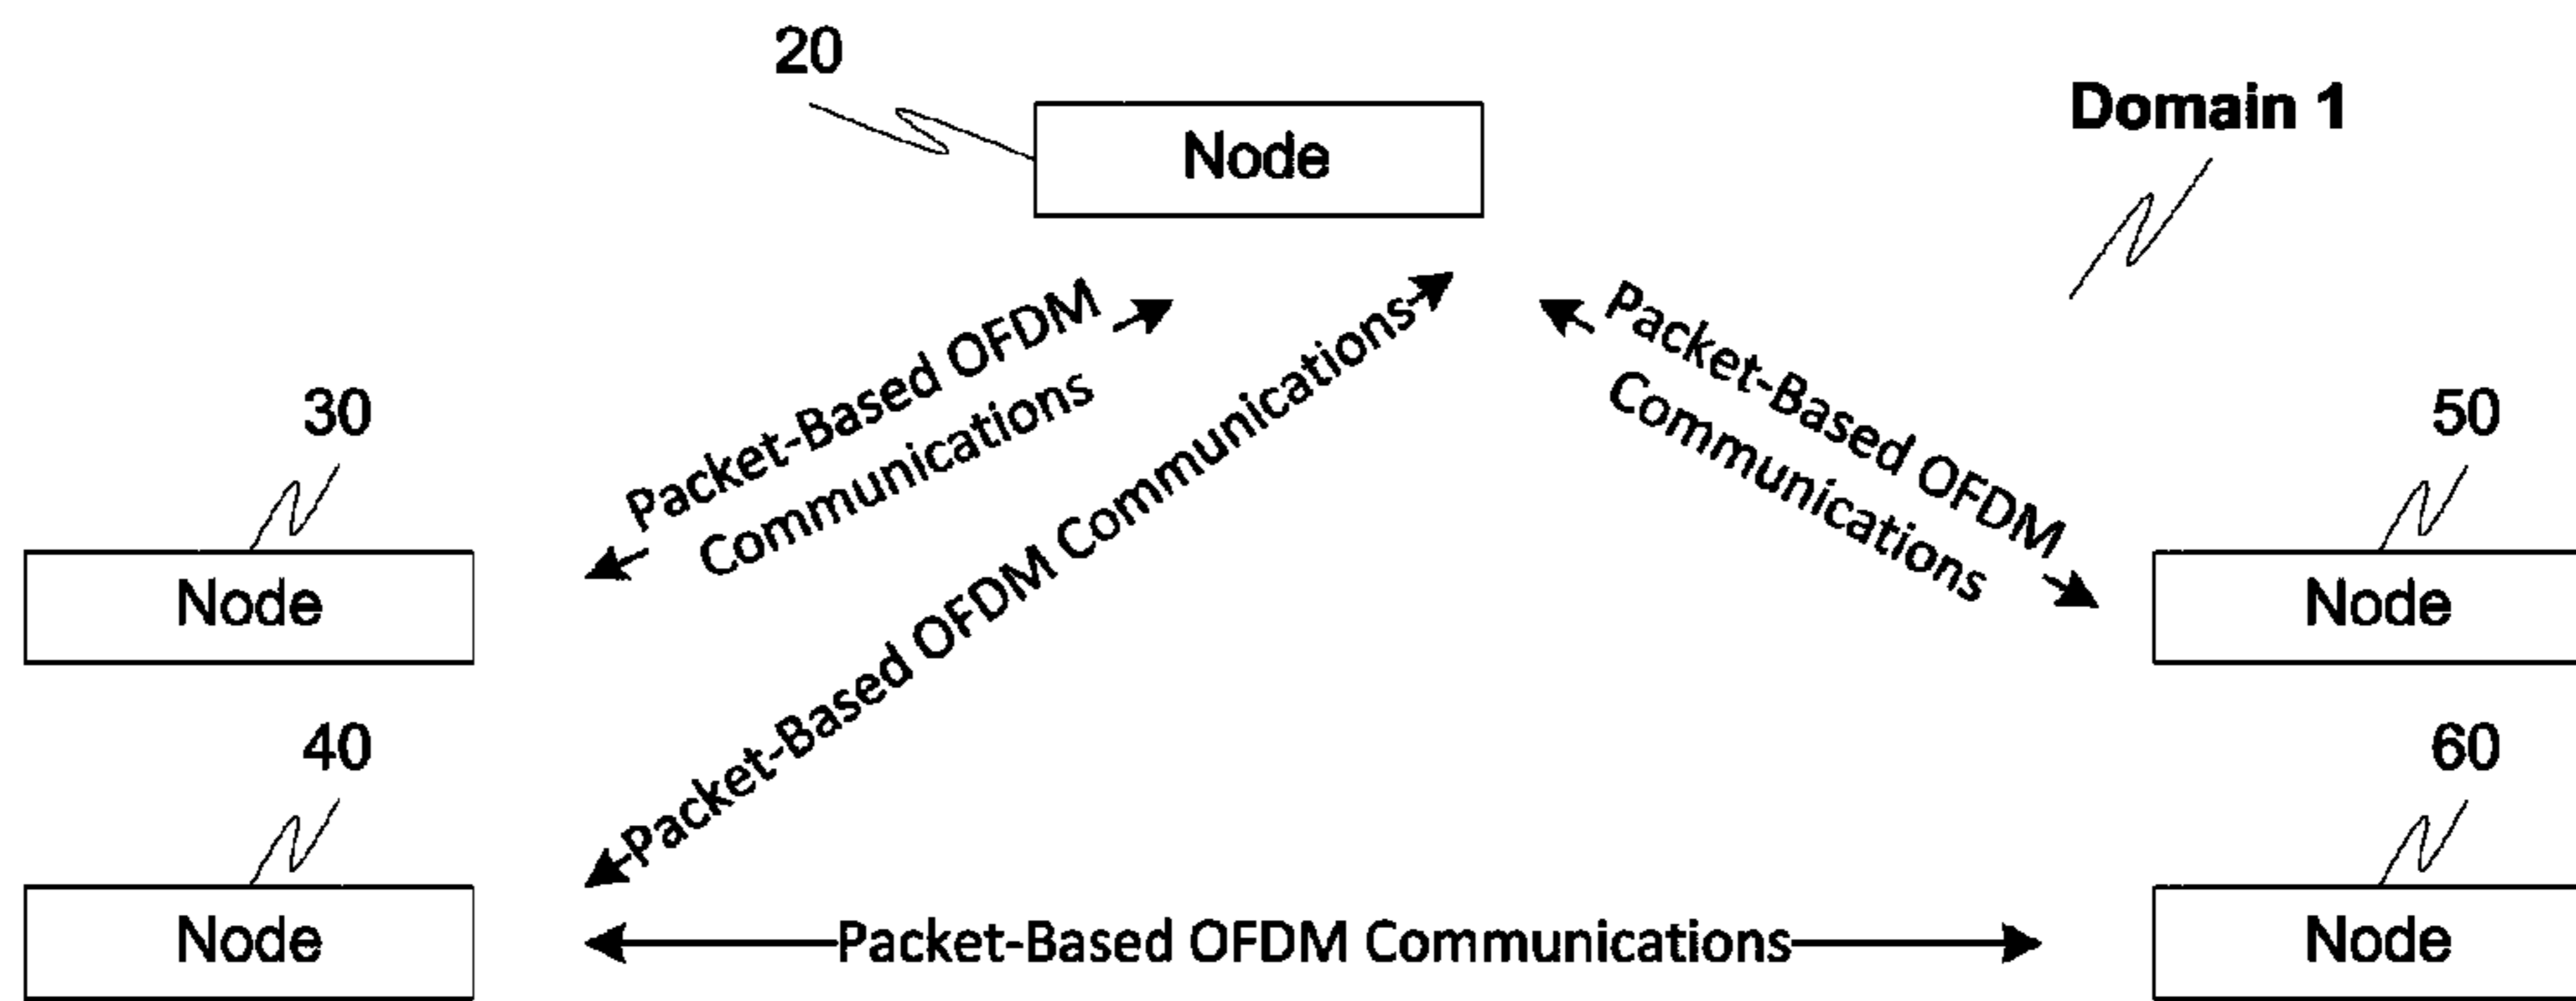 20
Domain 1
Node
Packet-Based OFDM
Communications
Packet-Based OFDM Communications
Packet-Based OFDM
Communications
30
50
Node
Node
40
60
Node
Packet-Based OFDM Communications
Node